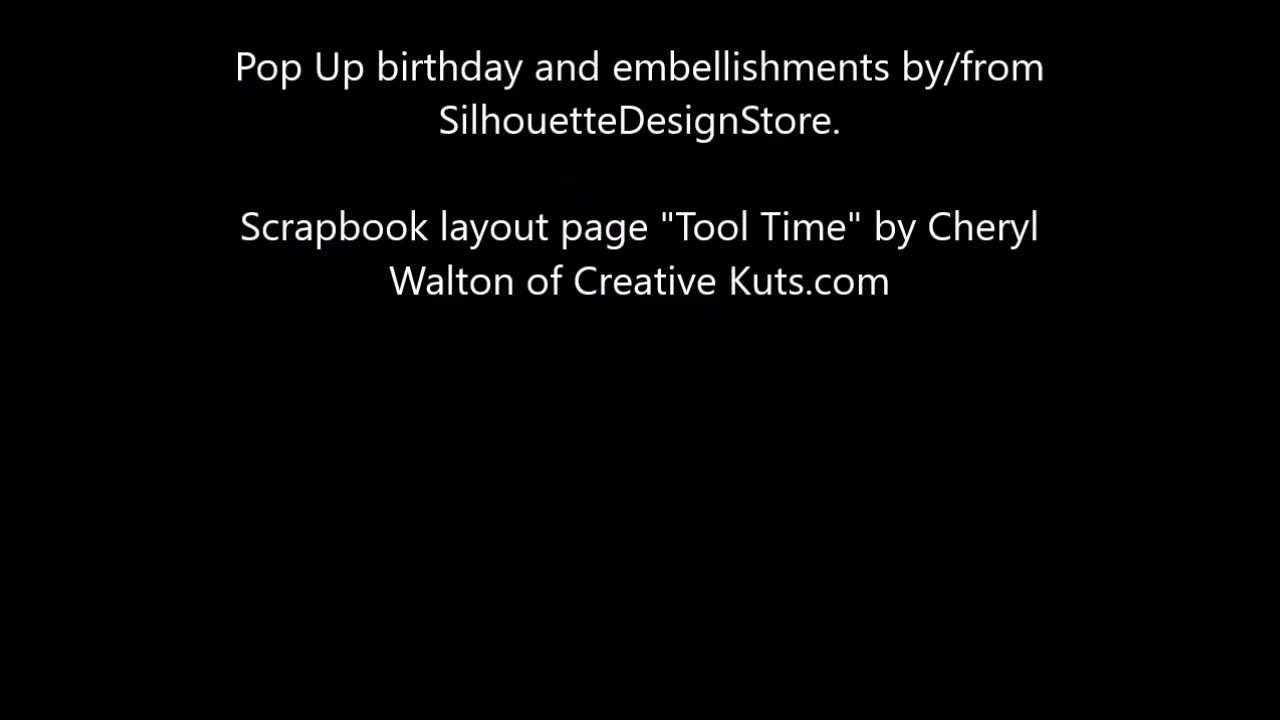 Pop Up birthday and embellishments by/from
SilhouetteDesignStore.
Scrapbook layout page "Tool Time" by Cheryl
Walton of Creative Kuts.com